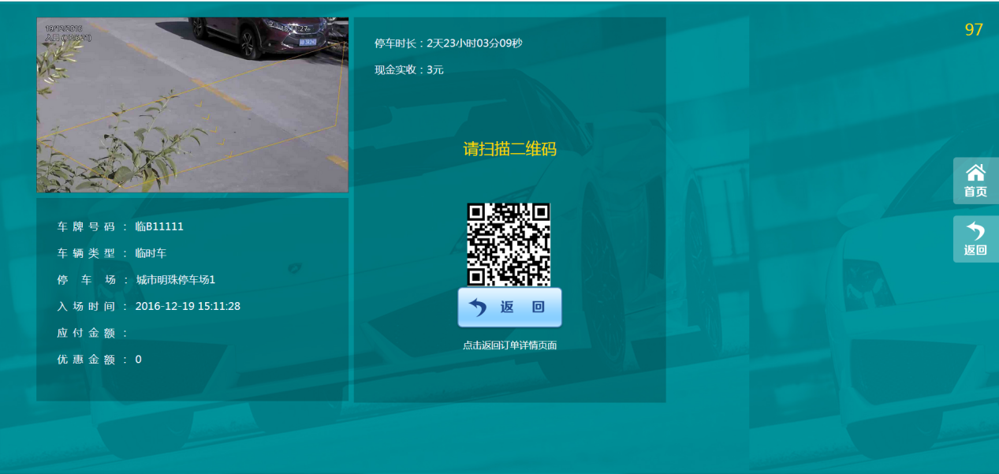 19/12/2016
15:11:27
停车时长：2天23小时03分09秒
现金实收：3元
97
请扫描二维码
首页
返回
车牌号码：临B11111
车辆类型：临时车
停车场：城市明珠停车场1
入场时间：2016-12-19 15:11:28
应付金额：
优惠金额：0
返回
点击返回订单详情页面